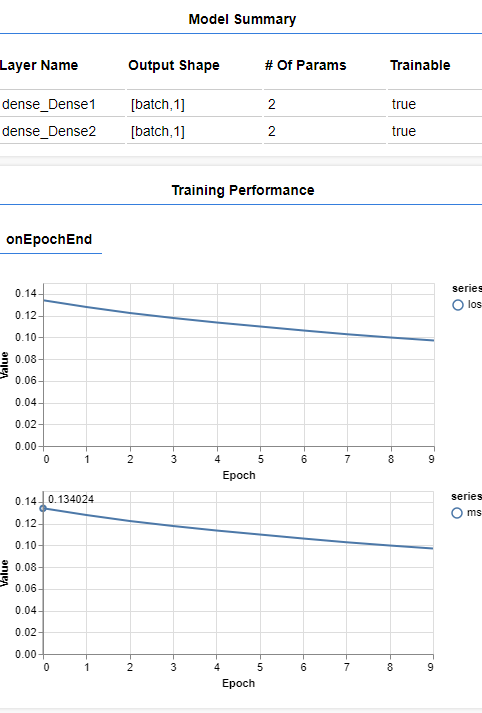 Model Summary
Layer Name Output Shape # Of Params Trainable
dense_Dense1 [batch,1] 2 true
dense_Dense2 [batch,1] 2 true
Training Performance
onEpochEnd
series
los
0.14
0.12
0.10
0.08
0.06
0.04
0.02
0.00
Value
0 1 2 3 4 5 6 7 8 9
Epoch
series
ms
0.134024
0.14
0.12
0.10
0.08
0.06
0.04
0.02
0.00
Value
0 1 2 3 4 5 6 7 8 9
Epoch